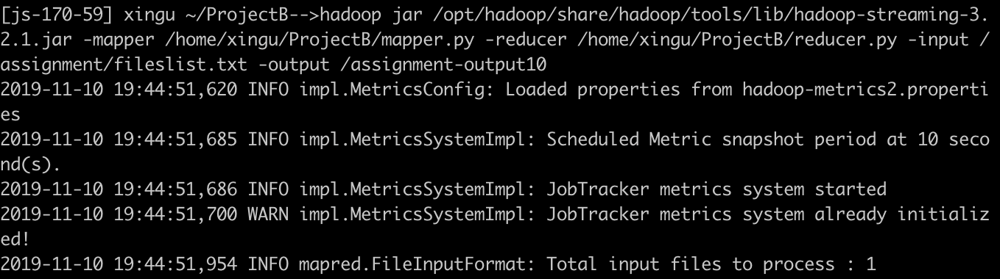 [js-170-59] xingu ~/ProjectB-->hadoop jar /opt/hadoop/share/hadoop/tools/lib/hadoop-streaming-3.
2.1.jar -mapper /home/xingu/ProjectB/mapper.py -reducer /home/xingu/ProjectB/reducer.py -input /
assignment/fileslist.txt -output /assignment-output10
2019-11-10 19:44:51,620 INFO impl.MetricsConfig: Loaded properties from hadoop-metrics2.properti
es
2019-11-10 19:44:51,685 INFO impl.MetricsSystemImpl: Scheduled Metric snapshot period at 10 seco
nd(s).
2019-11-10 19:44:51,686 INFO impl.MetricsSystemImpl: JobTracker metrics system started
2019-11-10 19:44:51,700 WARN impl.MetricsSystemImpl: JobTracker metrics system already initializ
ed!
2019-11-10 19:44:51,954 INFO mapred.FileInputFormat: Total input files to process : 1